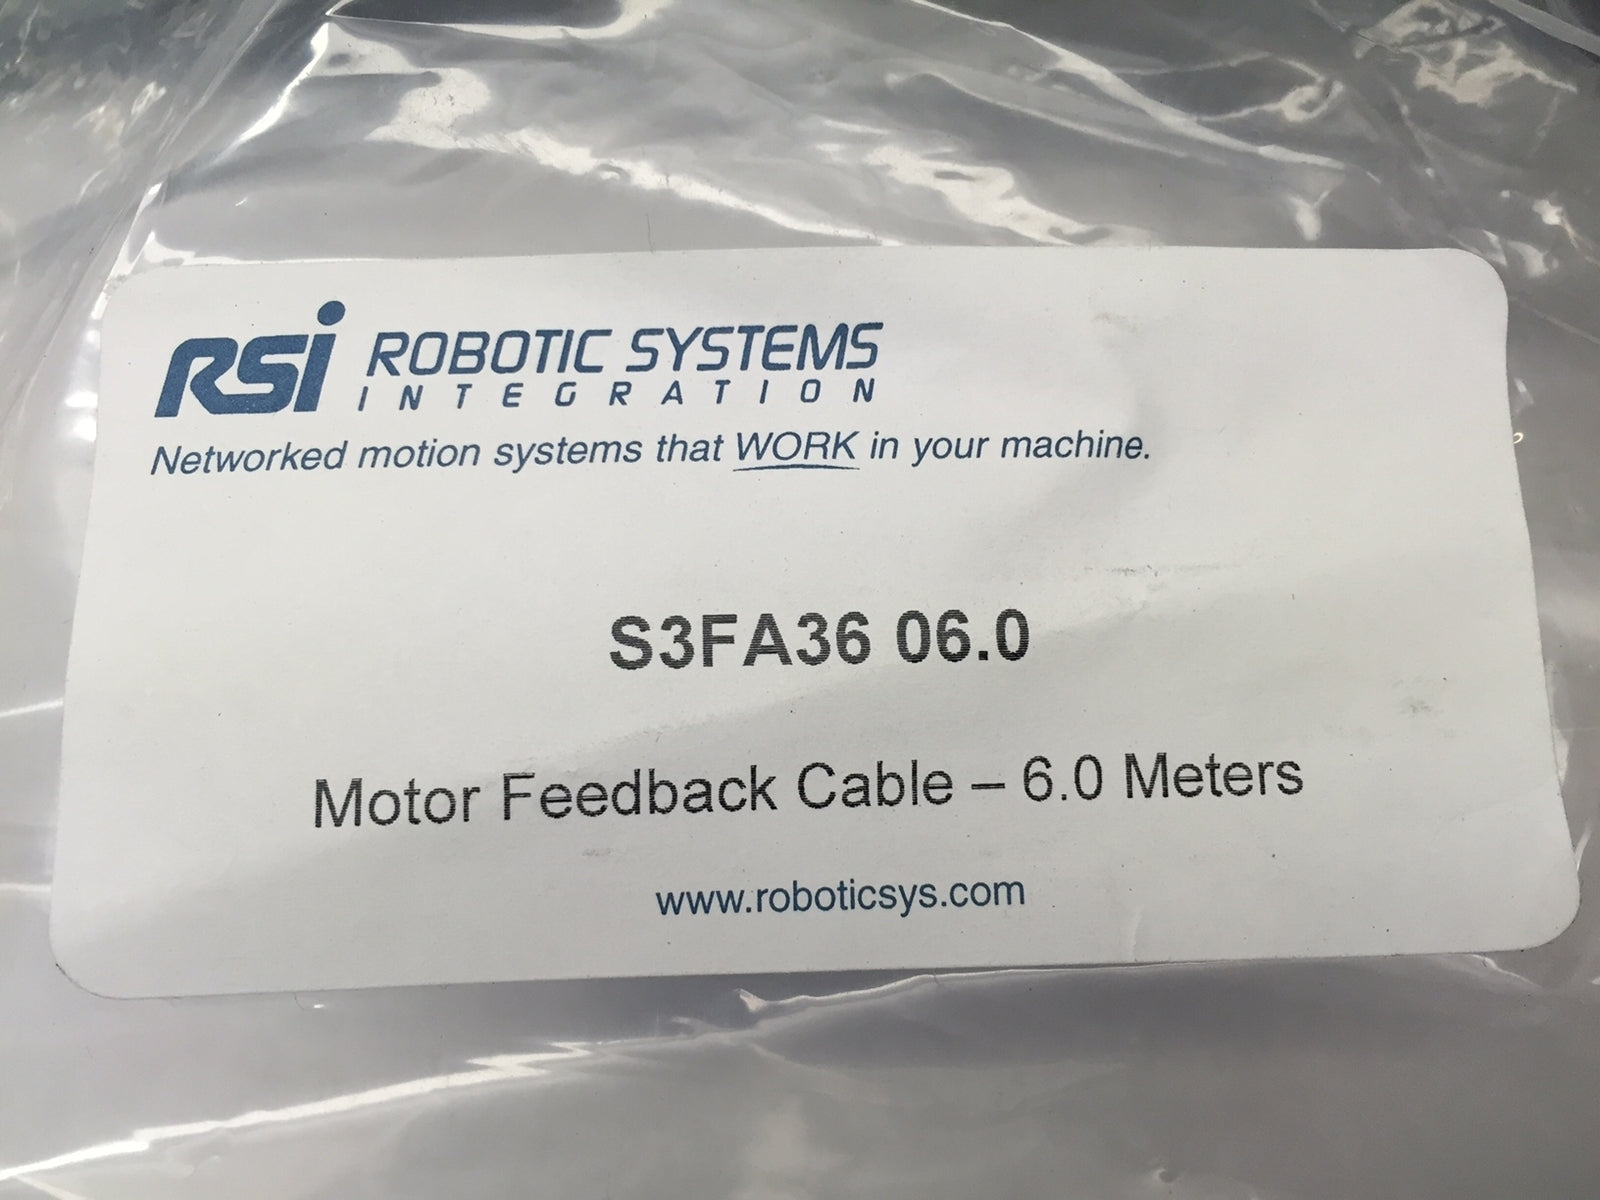 RSi ROBOTIC SYSTEMS
INTEGRATION
Networked motion systems that WORK in your machine.
S3FA36 06.0
Motor Feedback Cable – 6.0 Meters
www.roboticsys.com